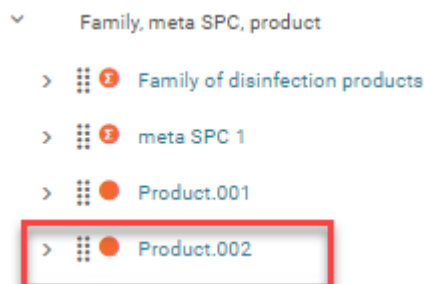 Family, meta SPC, product
Family of disinfection products
meta SPC 1
Product.001
Product.002